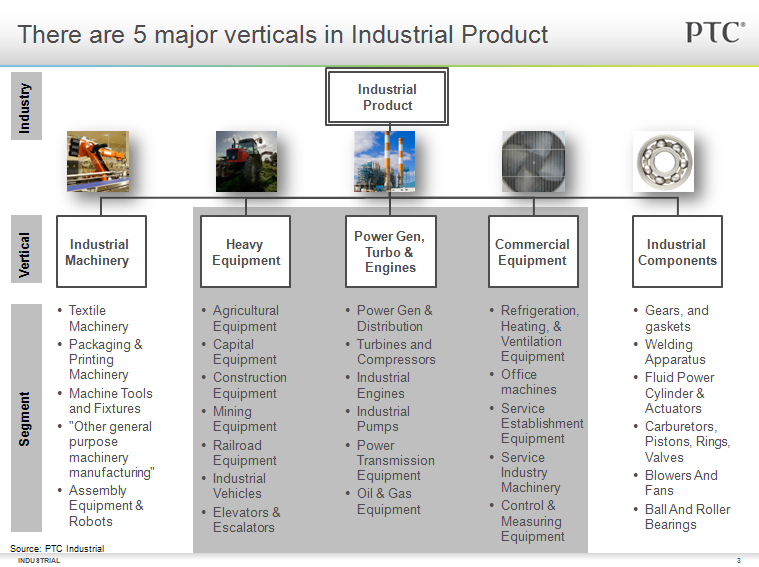 There are 5 major verticals in Industrial Product
PTC®
Industry
Industrial
Product
Vertical
Industrial
Machinery
Heavy
Equipment
Power Gen,
Turbo &
Engines
Commercial
Equipment
Industrial
Components
Segment
• Textile
Machinery
• Packaging &
Printing
Machinery
• Machine Tools
and Fixtures
• "Other general
purpose
machinery
manufacturing"
• Assembly
Equipment &
Robots
• Agricultural
Equipment
• Capital
Equipment
• Construction
Equipment
• Mining
Equipment
• Railroad
Equipment
• Industrial
Vehicles
• Elevators &
Escalators
• Power Gen &
Distribution
• Turbines and
Compressors
• Industrial
Engines
• Industrial
Pumps
• Power
Transmission
Equipment
• Oil & Gas
Equipment
• Refrigeration,
Heating, &
Ventilation
Equipment
• Office
machines
• Service
Establishment
Equipment
• Service
Industry
Machinery
• Control &
Measuring
Equipment
• Gears, and
gaskets
• Welding
Apparatus
• Fluid Power
Cylinder &
Actuators
• Carburetors,
Pistons, Rings,
Valves
• Blowers And
Fans
• Ball And Roller
Bearings
Source: PTC Industrial
INDUSTRIAL
3